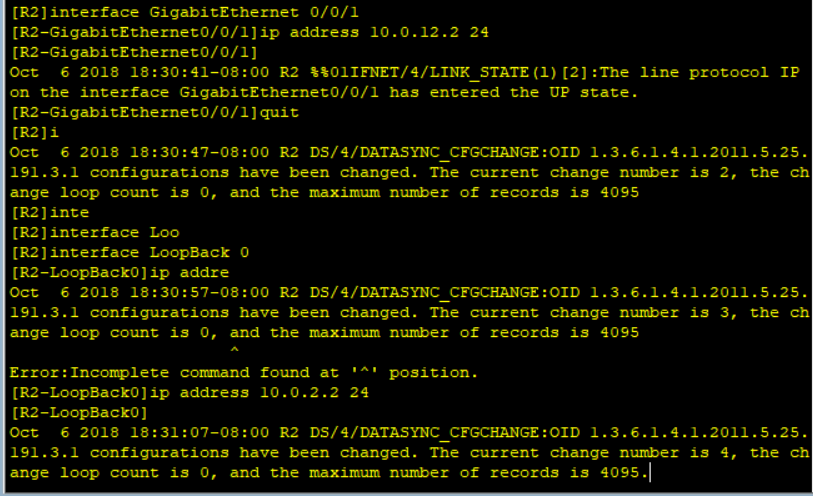 [R2]interface GigabitEthernet 0/0/1
[R2-GigabitEthernet0/0/1]ip address 10.0.12.2 24
[R2-GigabitEthernet0/0/1]
Oct  6 2018 18:30:41-08:00 R2 %%01IFNET/4/LINK_STATE(l)[2]:The line protocol IP
on the interface GigabitEthernet0/0/1 has entered the UP state.
[R2-GigabitEthernet0/0/1]quit
[R2]i
Oct  6 2018 18:30:47-08:00 R2 DS/4/DATASYNC_CFGCHANGE:OID 1.3.6.1.4.1.2011.5.25.
191.3.1 configurations have been changed. The current change number is 2, the ch
ange loop count is 0, and the maximum number of records is 4095
[R2]inte
[R2]interface Loo
[R2]interface LoopBack 0
[R2-LoopBack0]ip addre
Oct  6 2018 18:30:57-08:00 R2 DS/4/DATASYNC_CFGCHANGE:OID 1.3.6.1.4.1.2011.5.25.
191.3.1 configurations have been changed. The current change number is 3, the ch
ange loop count is 0, and the maximum number of records is 4095
^
Error:Incomplete command found at '^' position.
[R2-LoopBack0]ip address 10.0.2.2 24
[R2-LoopBack0]
Oct  6 2018 18:31:07-08:00 R2 DS/4/DATASYNC_CFGCHANGE:OID 1.3.6.1.4.1.2011.5.25.
191.3.1 configurations have been changed. The current change number is 4, the ch
ange loop count is 0, and the maximum number of records is 4095.